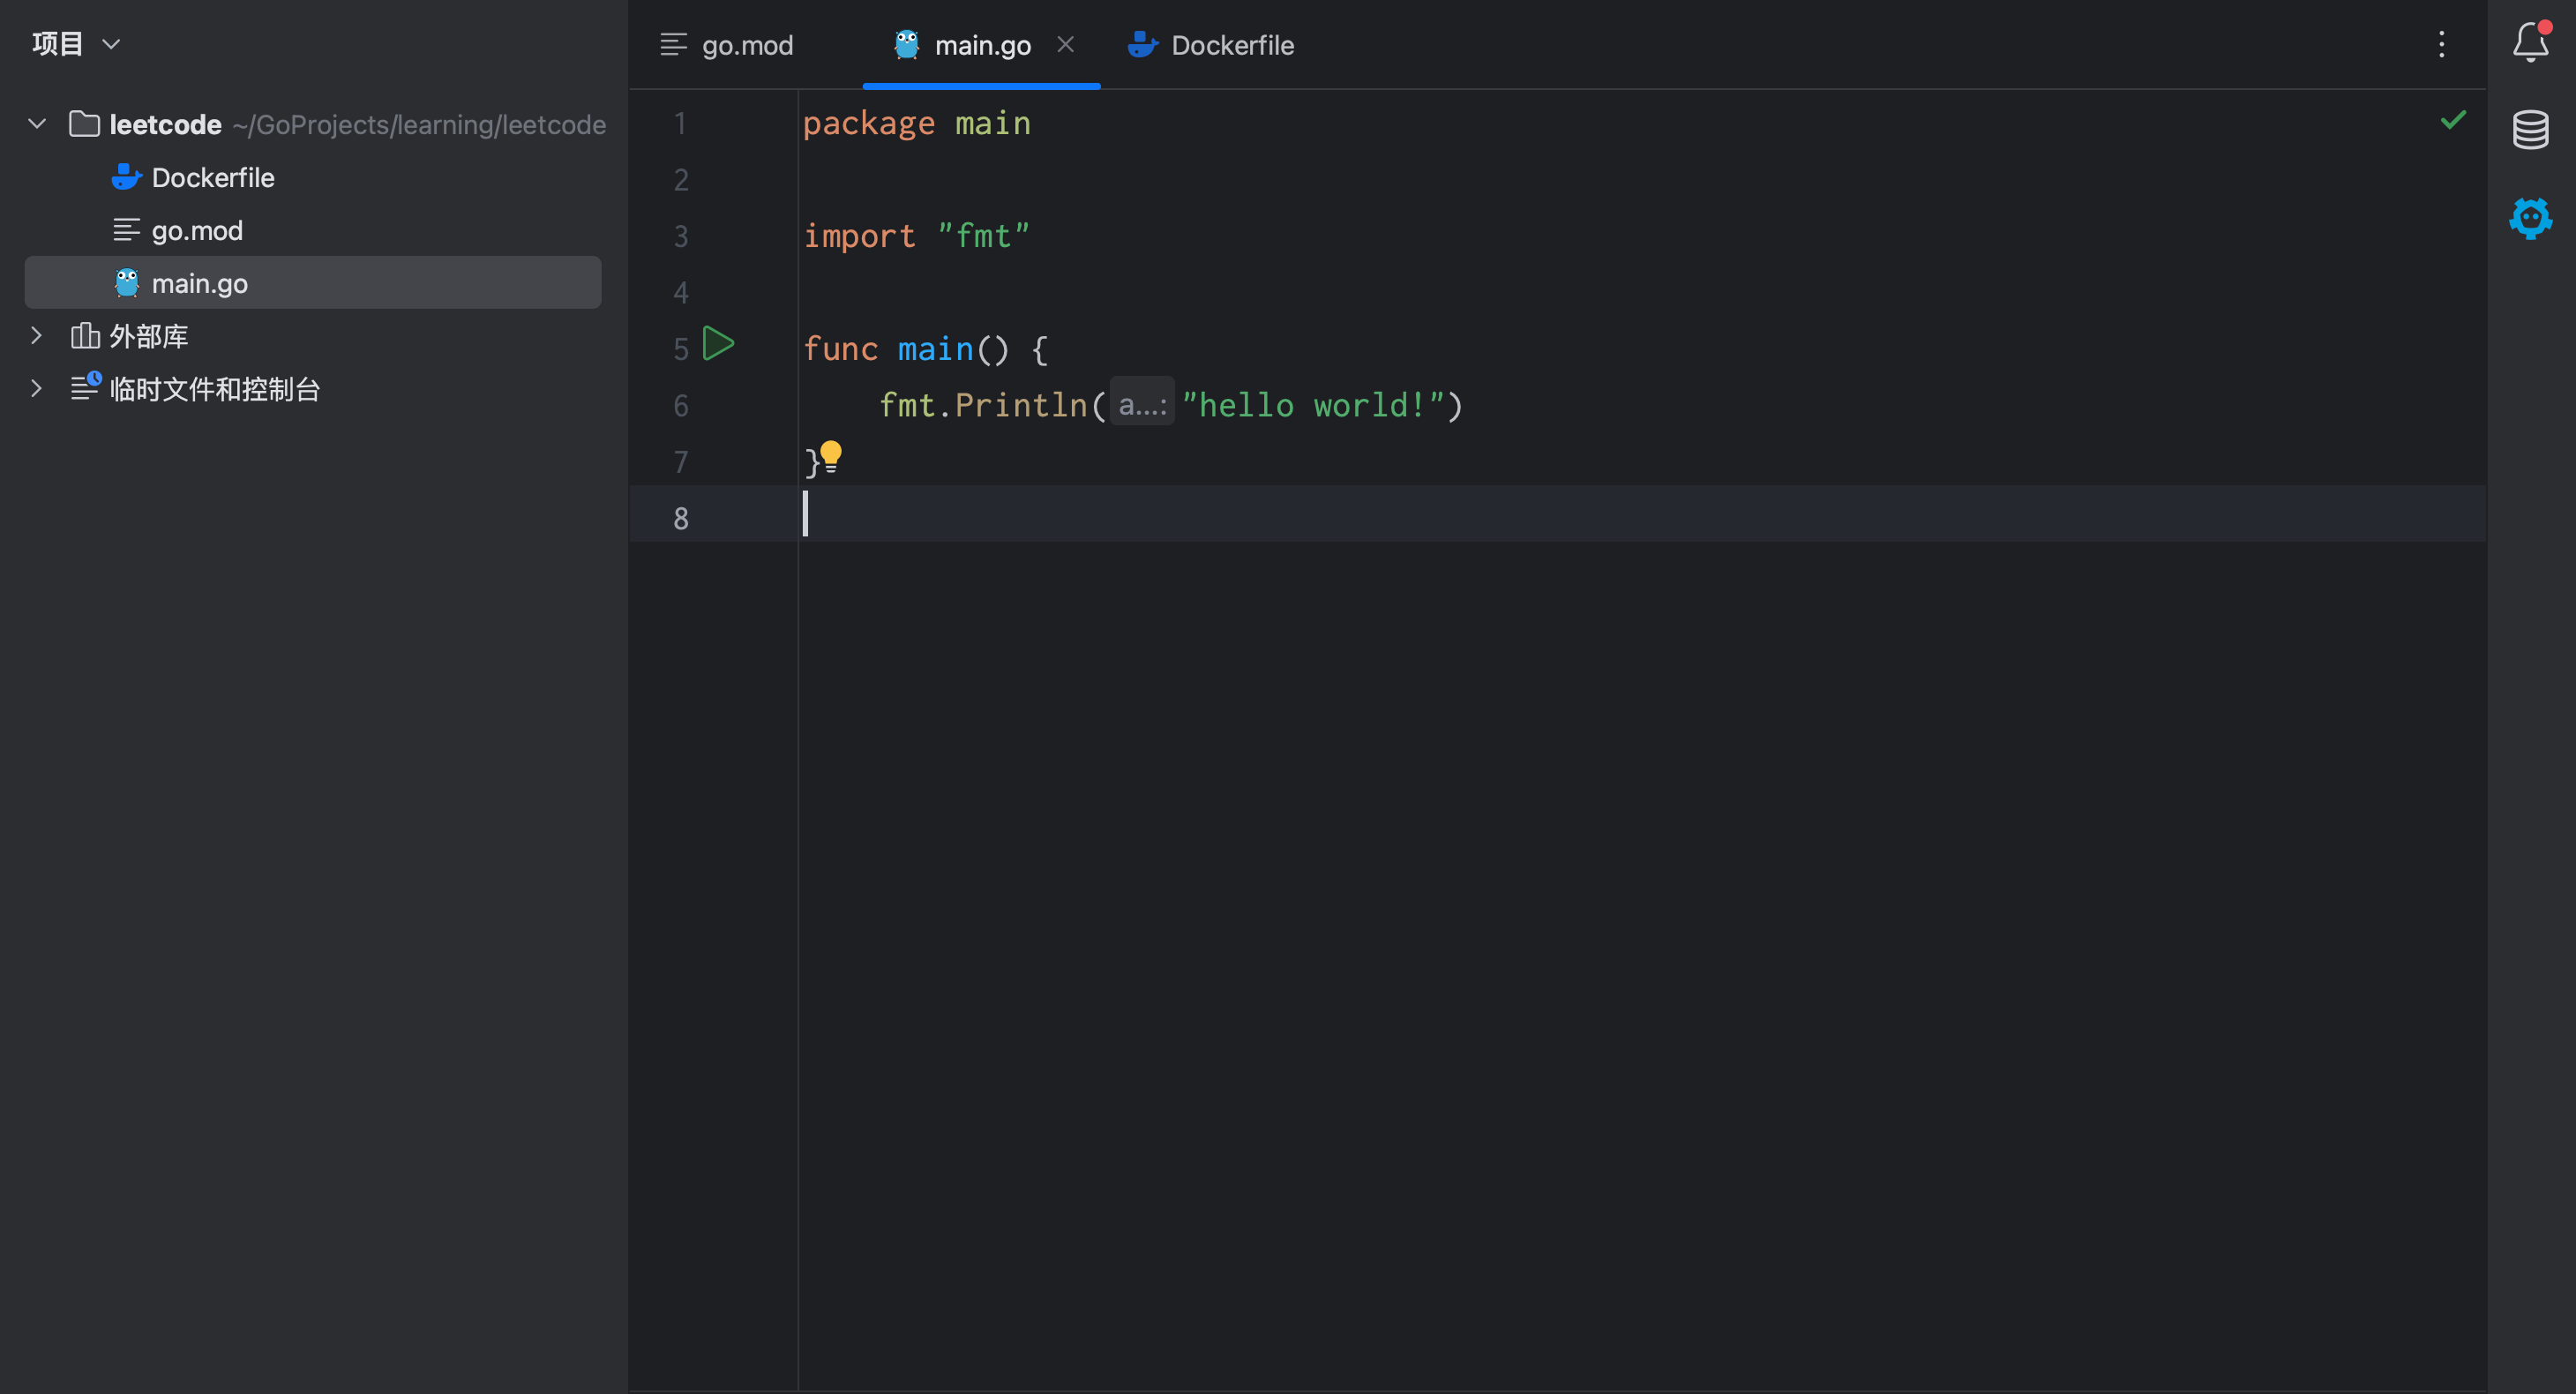 项目
leetcode ~/GoProjects/learning/leetcode
Dockerfile
go.mod
main.go
外部库
临时文件和控制台
go.mod main.go Dockerfile
1 package main
2
3 import "fmt"
4
5 func main() {
6 fmt.Println(a...:"hello world!")
7 }
8